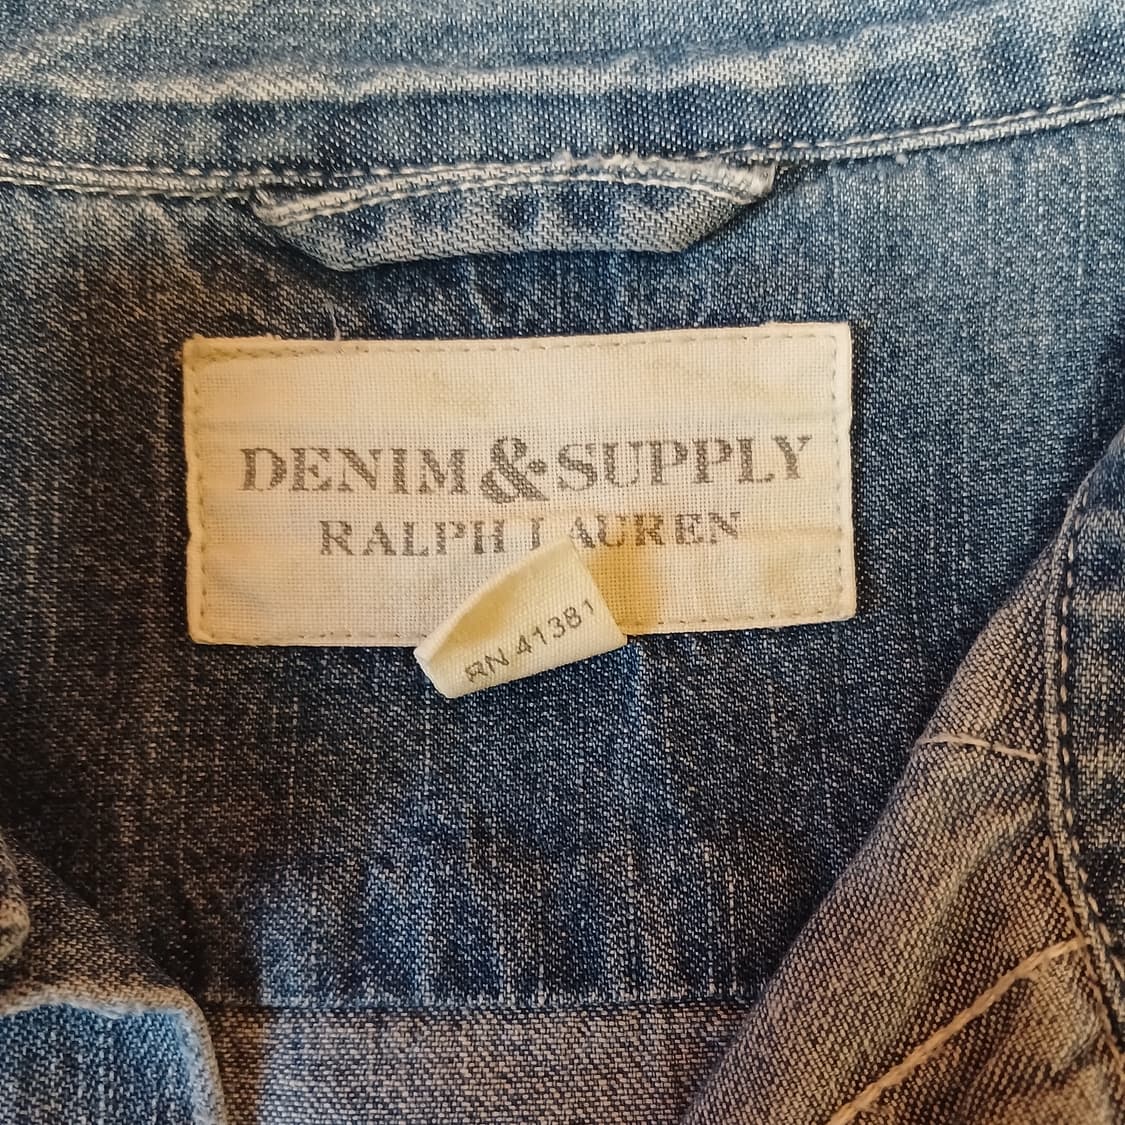 DENIM & SUPPLY
RALPH LAUREN
RN 41381